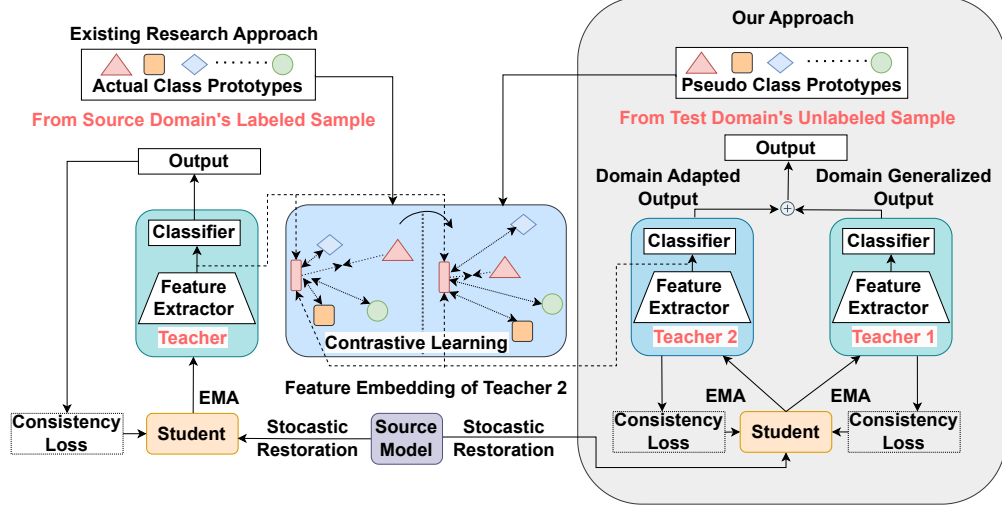 Our Approach
Existing Research Approach
Actual Class Prototypes
Pseudo Class Prototypes
From Source Domain's Labeled Sample
From Test Domain's Unlabeled Sample
Output
Output
Domain Adapted
Output
Domain Generalized
Output
Classifier
Feature
Extractor
Teacher
Contrastive Learning
Classifier
Feature
Extractor
Teacher 2
Classifier
Feature
Extractor
Teacher 1
Feature Embedding of Teacher 2
EMA
EMA
EMA
Consistency
Loss
Student
Stocastic
Restoration
Source
Model
Stocastic
Restoration
Consistency
Loss
Student
Consistency
Loss